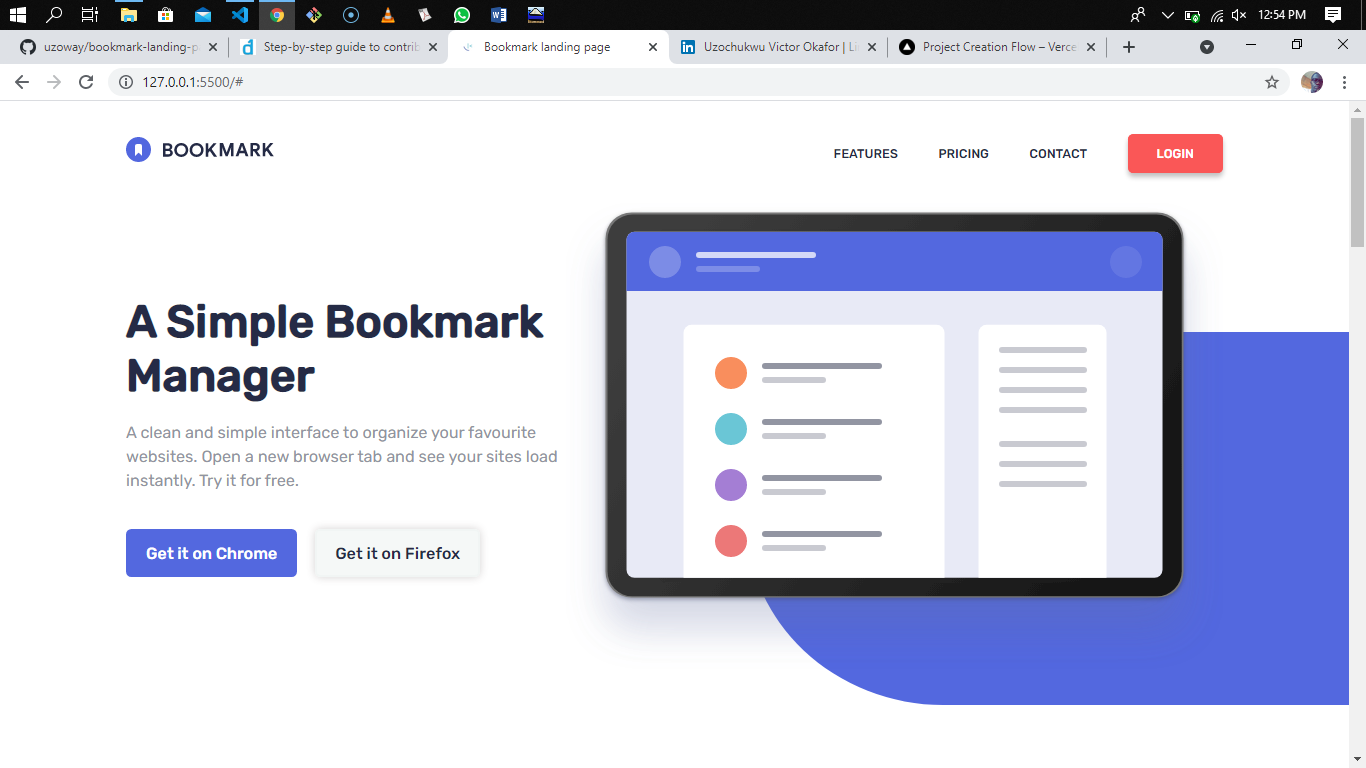 12:54 PM
uzoway/bookmark-landing-p
Step-by-step guide to contrib
Bookmark landing page
Uzochukwu Victor Okafor | Li
Project Creation Flow – Verce
127.0.0.1:5500/#
BOOKMARK
FEATURES
PRICING
CONTACT
LOGIN
A Simple Bookmark
Manager
A clean and simple interface to organize your favourite
websites. Open a new browser tab and see your sites load
instantly. Try it for free.
Get it on Chrome
Get it on Firefox